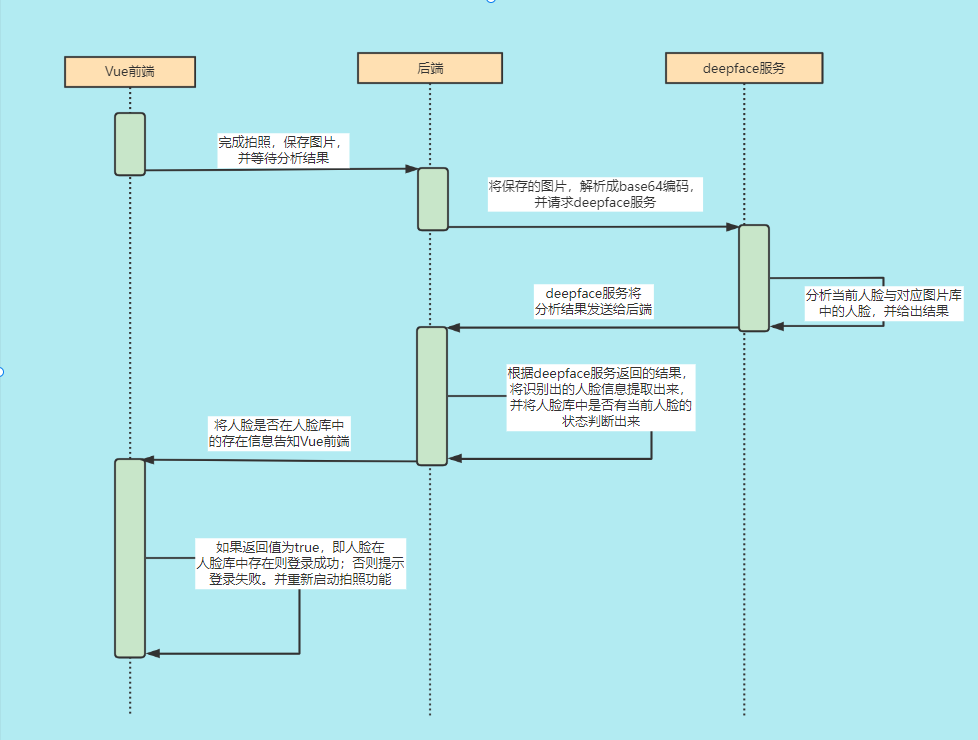 Vue前端
后端
deepface服务
完成拍照，保存图片，
并等待分析结果
将保存的图片，解析成base64编码，
并请求deepface服务
分析当前人脸与对应图片库
中的人脸，并给出结果
deepface服务将
分析结果发送给后端
根据deepface服务返回的结果，
将识别出的人脸信息提取出来，
并将人脸库中是否有当前人脸的
状态判断出来
将人脸是否在人脸库中
的存在信息告知Vue前端
如果返回值为true，即人脸在
人脸库中存在则登录成功；否则提示
登录失败。并重新启动拍照功能